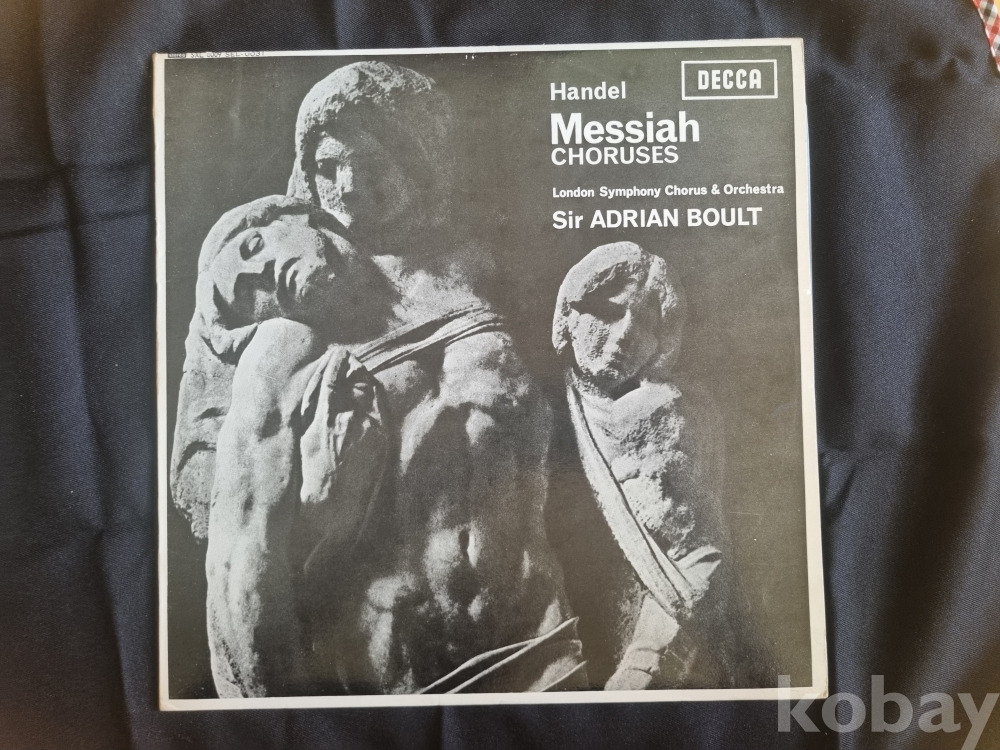 DECCA
Handel
Messiah
CHORUSES
London Symphony Chorus & Orchestra
Sir ADRIAN BOULT
kobay